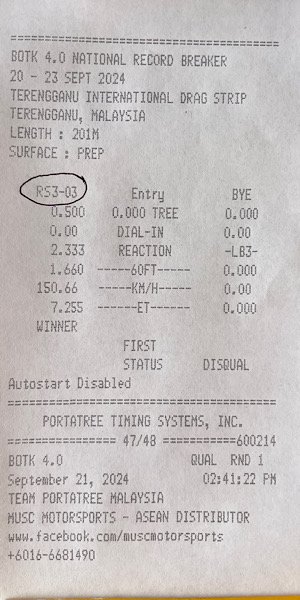 ==============================
BOTK 4.0 NATIONAL RECORD BREAKER
20 - 23 SEPT 2024
TERENGGANU INTERNATIONAL DRAG STRIP
TERENGGANU, MALAYSIA
LENGTH : 201M
SURFACE : PREP
RS3-03 Entry BYE
0.500 0.000 TREE 0.000
0.00 DIAL-IN 0.00
2.333 REACTION -LB3-
1.660 ------60FT------ 0.000
150.66 ------KM/H------ 0.00
7.255 -------ET------- 0.000
WINNER
FIRST
STATUS DISQUAL
Autostart Disabled
==============================
PORTATREE TIMING SYSTEMS, INC.
=============== 47/48 ===========600214
BOTK 4.0 QUAL RND 1
September 21, 2024 02:41:22 PM
TEAM PORTATREE MALAYSIA
MUSC MOTORSPORTS - ASEAN DISTRIBUTOR
www.facebook.com/muscmotorsports
+6016-6681490